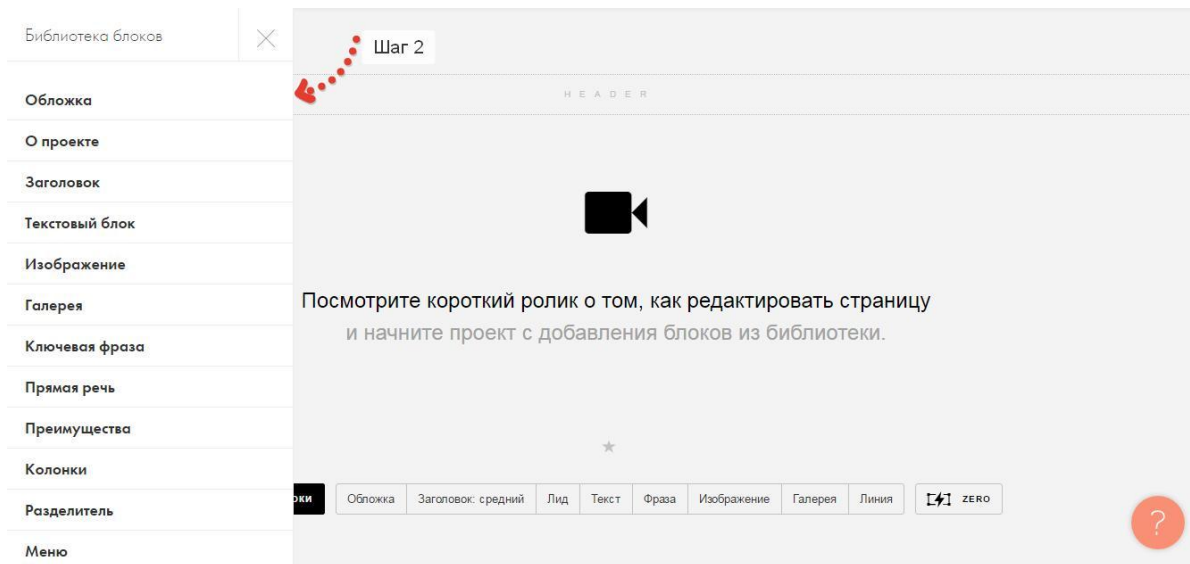 Библиотека блоков
Обложка
О проекте
Заголовок
Текстовый блок
Изображение
Галерея
Ключевая фраза
Прямая речь
Преимущества
Колонки
Разделитель
Меню
Шаг 2
HEADER
Посмотрите короткий ролик о том, как редактировать страницу
и начните проект с добавления блоков из библиотеки.
Обложка Заголовок: средний Лид Текст Фраза Изображение Галерея Линия ZERO
?